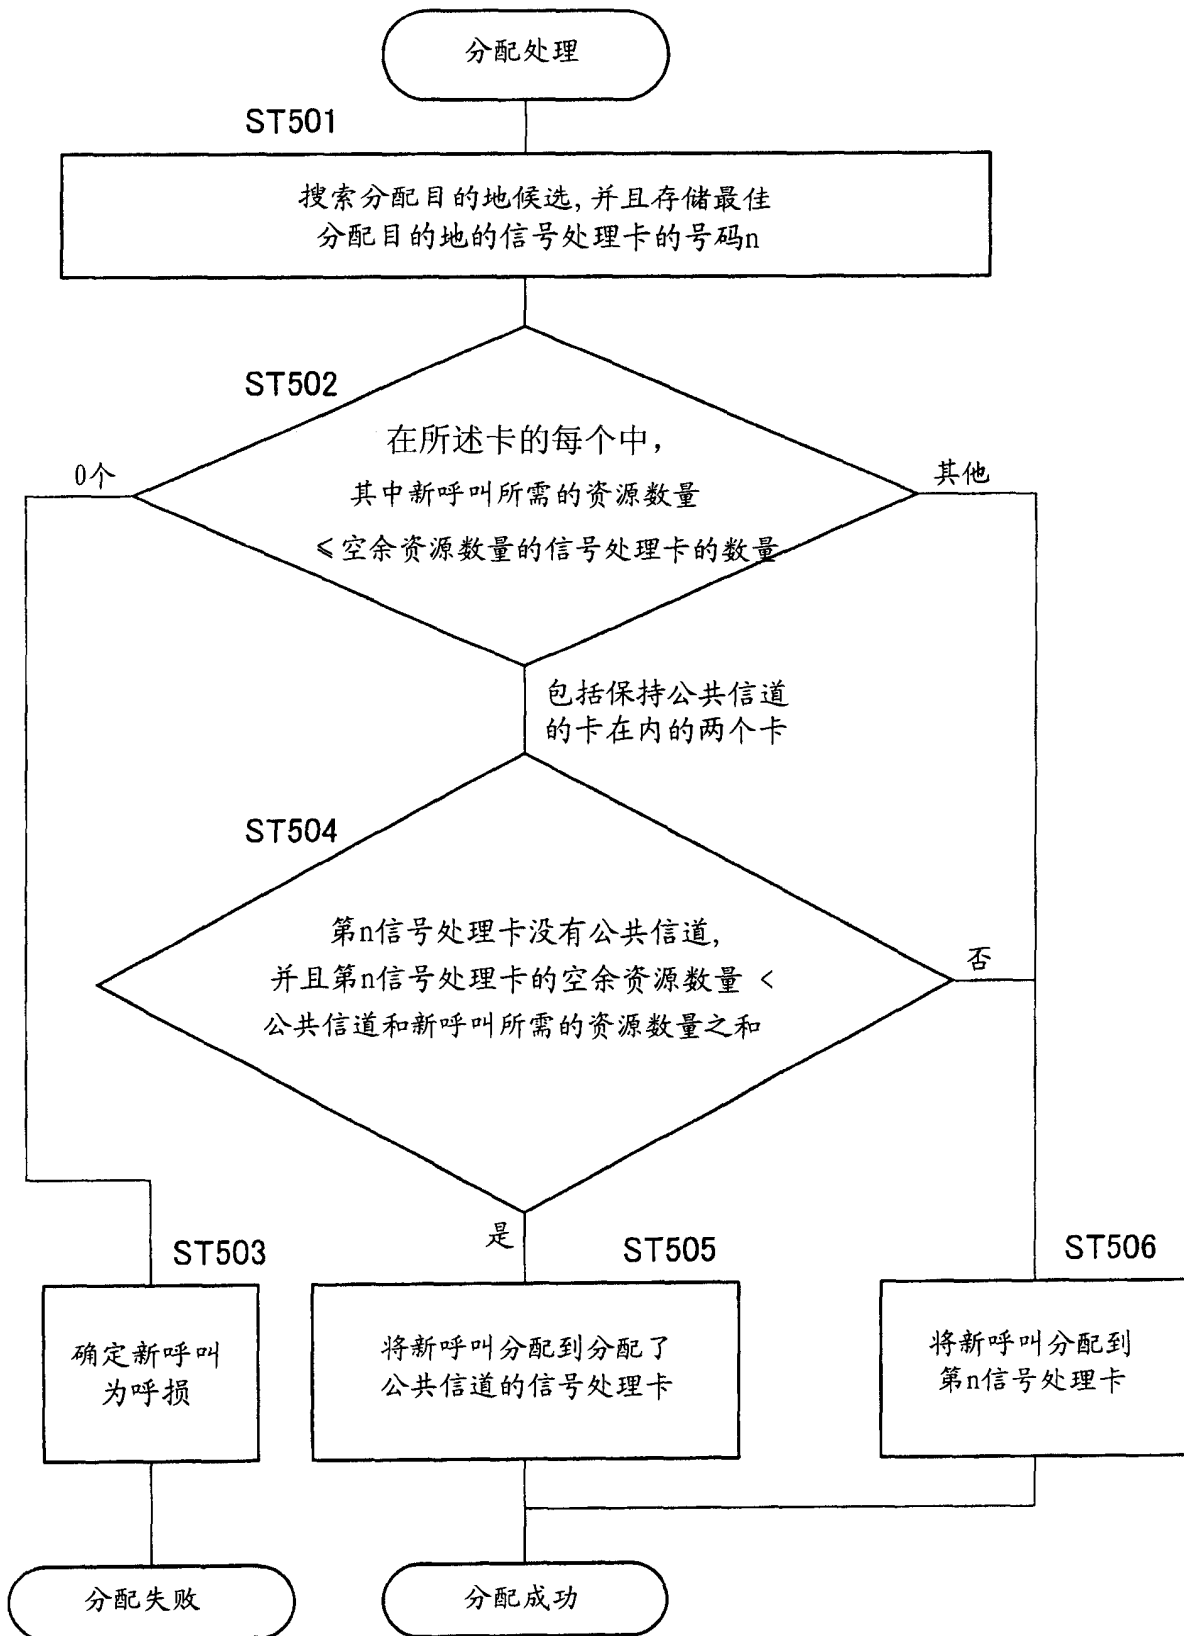 分配处理
ST501
搜索分配目的地候选,并且存储最佳
分配目的地的信号处理卡的号码n
ST502
在所述卡的每个中，
其中新呼叫所需的资源数量
≤空余资源数量的信号处理卡的数量
0个
其他
包括保持公共信道
的卡在内的两个卡
ST504
第n信号处理卡没有公共信道,
并且第n信号处理卡的空余资源数量 <
公共信道和新呼叫所需的资源数量之和
否
是
ST503
ST505
ST506
确定新呼叫
为呼损
将新呼叫分配到分配了
公共信道的信号处理卡
将新呼叫分配到
第n信号处理卡
分配失败
分配成功